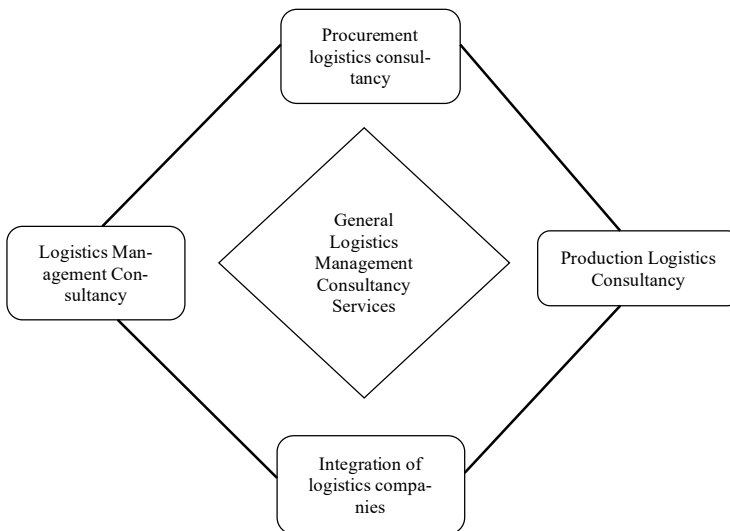 Procurement
logistics consul-
tancy
General
Logistics
Management
Consultancy
Services
Logistics Man-
agement Con-
sultancy
Production Logistics
Consultancy
Integration of
logistics compa-
nies